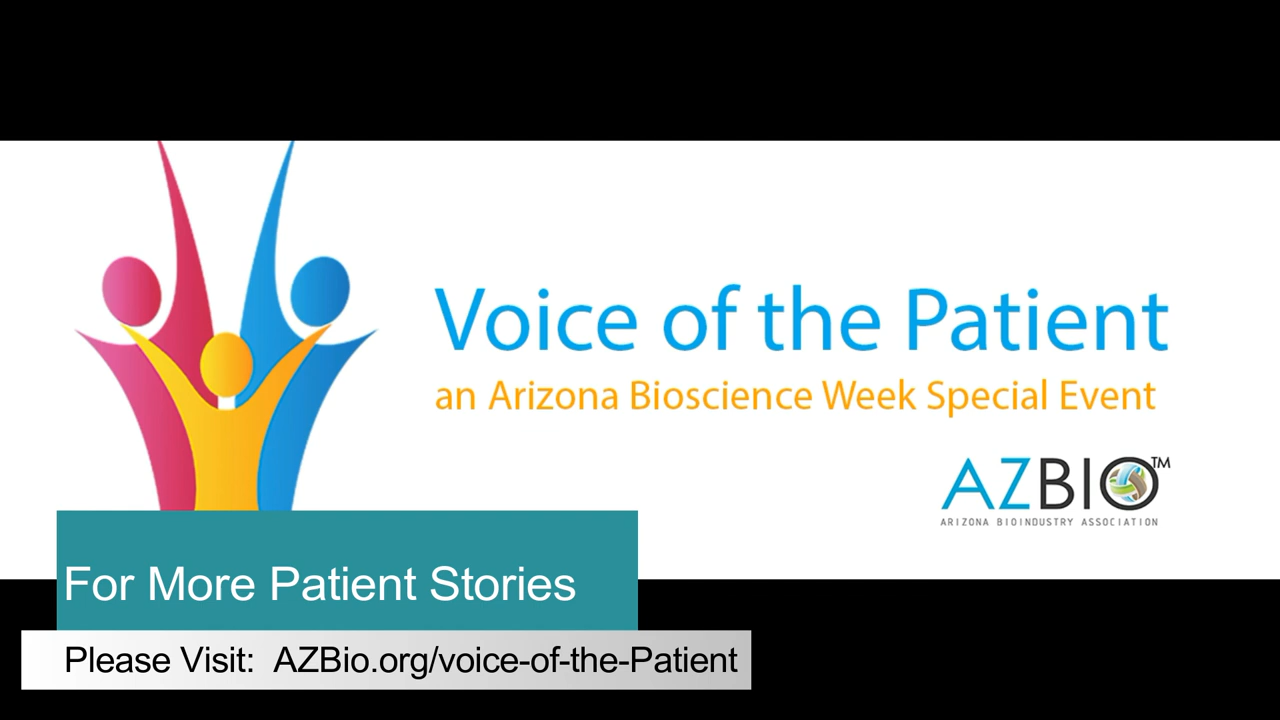 Voice of the Patient
an Arizona Bioscience Week Special Event
AZBIO™
ARIZONA BIOINDUSTRY ASSOCIATION
For More Patient Stories
Please Visit: AZBio.org/voice-of-the-Patient